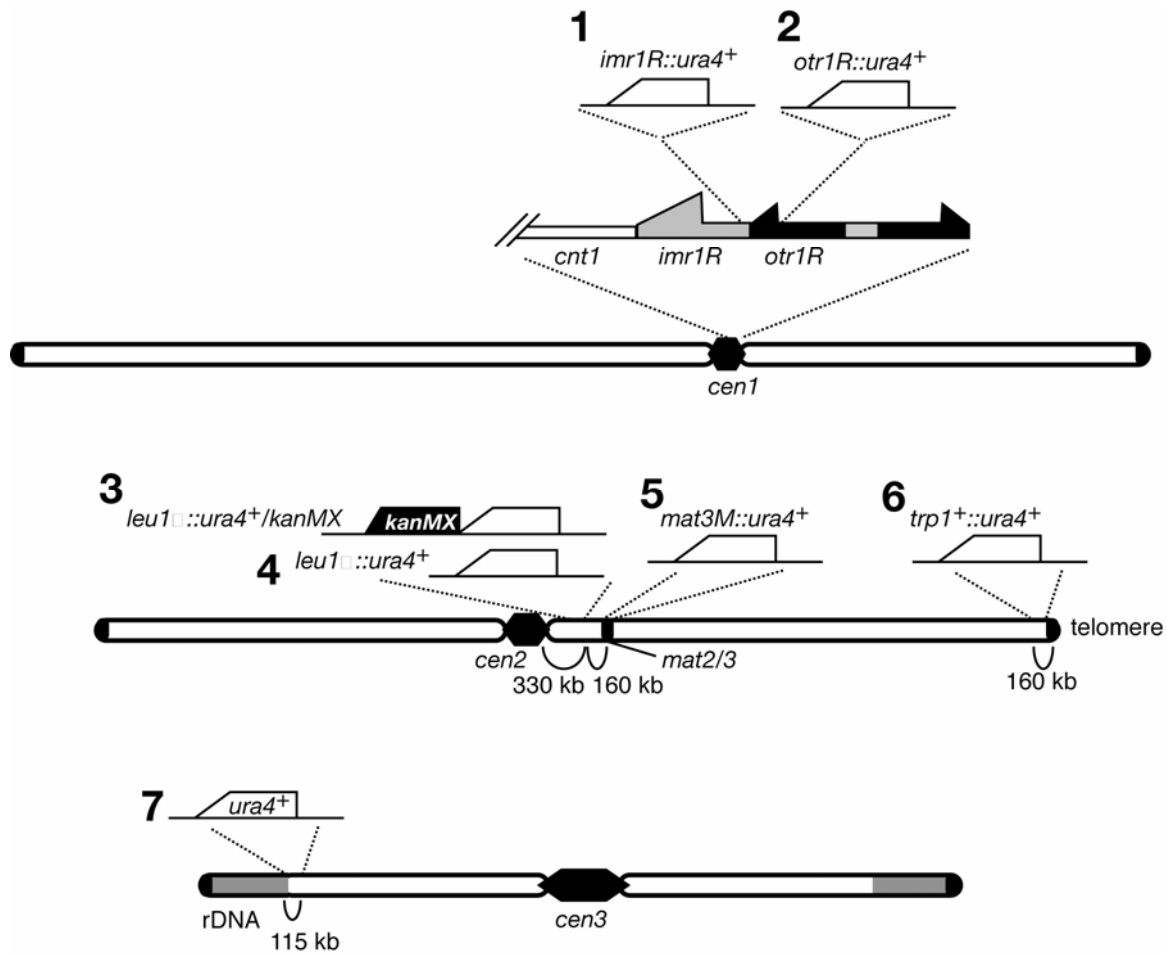 1
2
imr1R::ura4+
otr1R::ura4+
cnt1
imr1R
otr1R
cen1
3
leu1□::ura4+/kanMX
kanMX
4
leu1□::ura4+
5
mat3M::ura4+
6
trp1+::ura4+
telomere
cen2
mat2/3
330 kb
160 kb
160 kb
7
ura4+
rDNA
cen3
115 kb